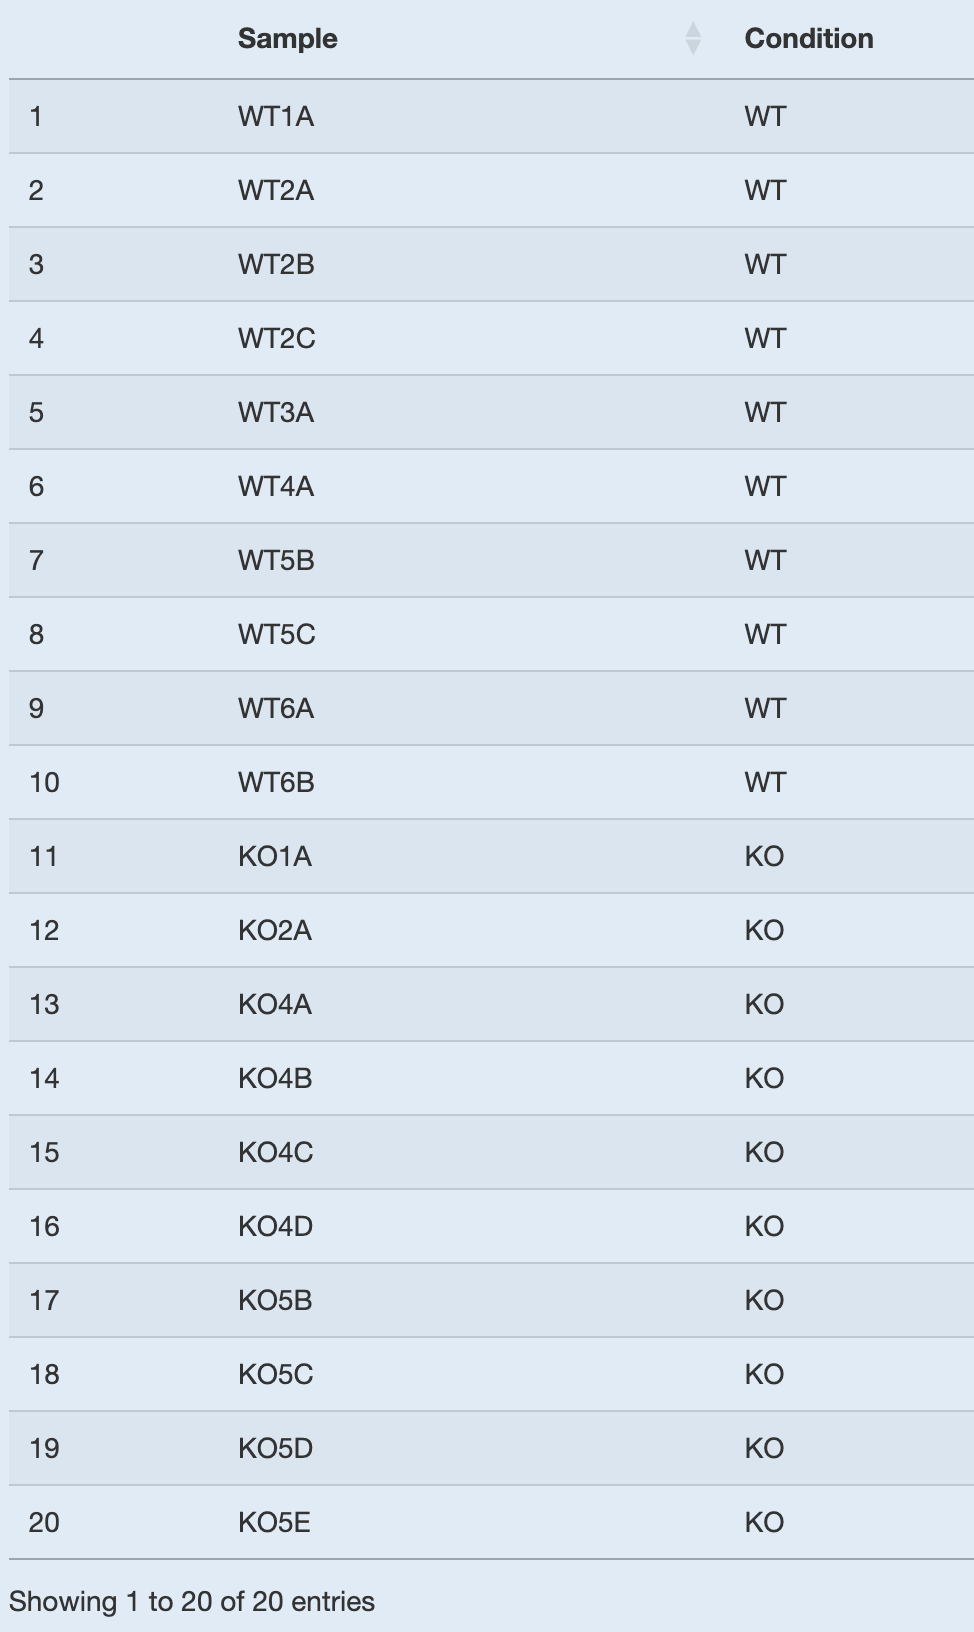 Sample Condition
1 WT1A WT
2 WT2A WT
3 WT2B WT
4 WT2C WT
5 WT3A WT
6 WT4A WT
7 WT5B WT
8 WT5C WT
9 WT6A WT
10 WT6B WT
11 KO1A KO
12 KO2A KO
13 KO4A KO
14 KO4B KO
15 KO4C KO
16 KO4D KO
17 KO5B KO
18 KO5C KO
19 KO5D KO
20 KO5E KO
Showing 1 to 20 of 20 entries